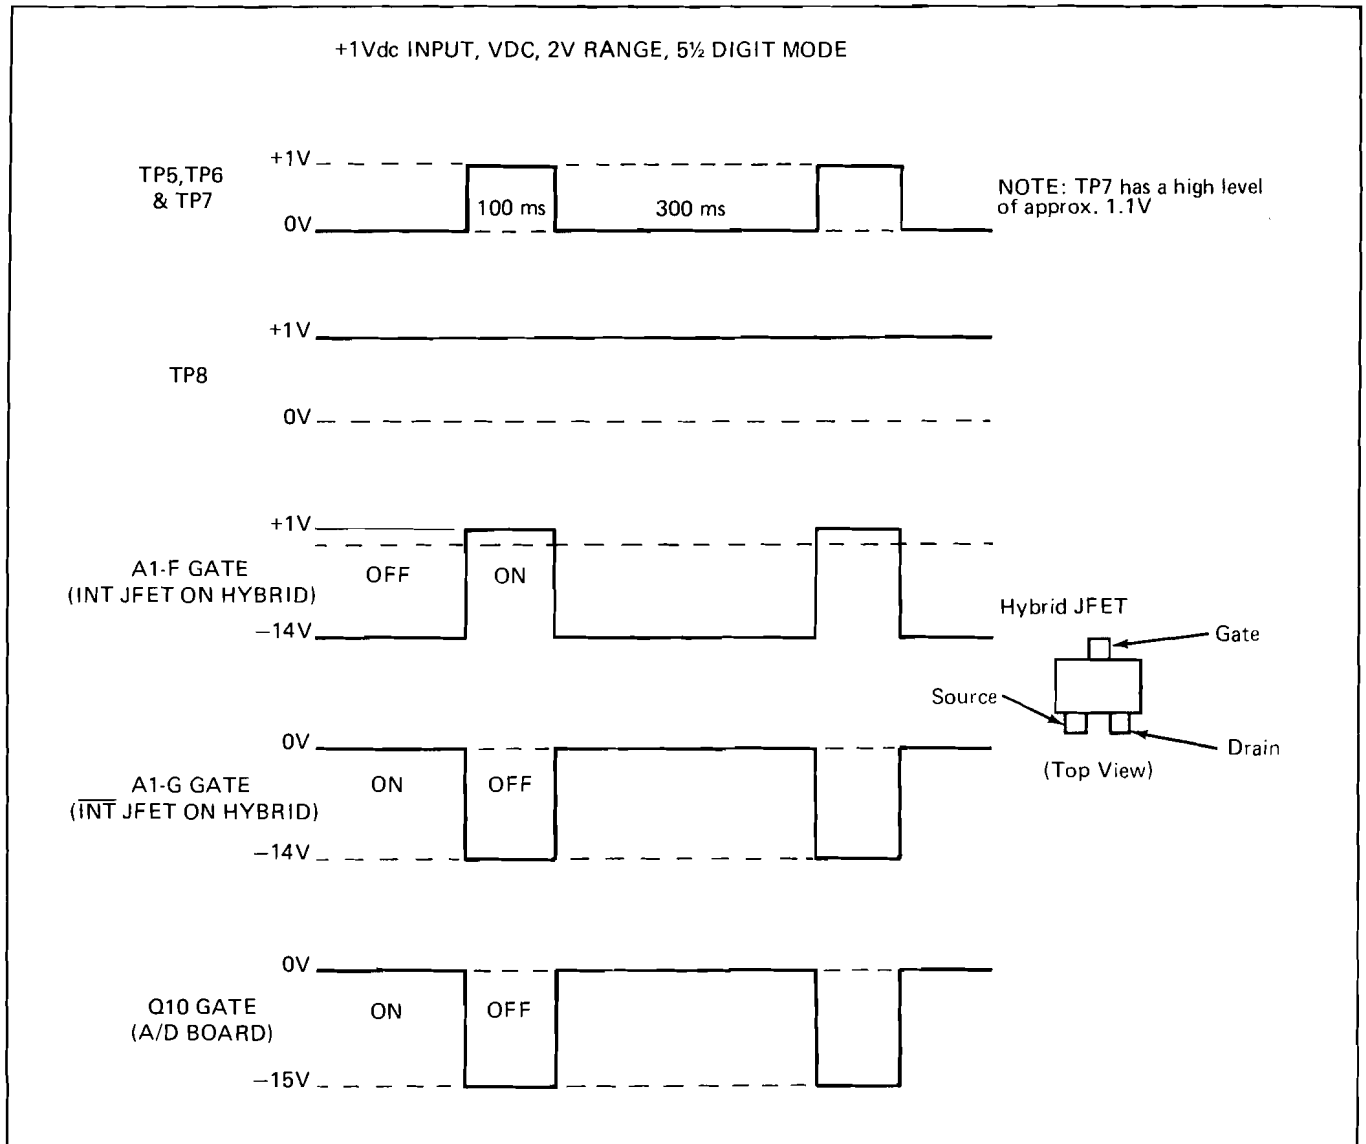 +1Vdc INPUT, VDC, 2V RANGE, 5½ DIGIT MODE
TP5,TP6
& TP7
+1V
0V
100 ms
300 ms
NOTE: TP7 has a high level
of approx. 1.1V
TP8
+1V
0V
A1-F GATE
(INT JFET ON HYBRID)
+1V
−14V
OFF
ON
Hybrid JFET
Gate
Source
Drain
(Top View)
A1-G GATE
(I̅N̅T̅ JFET ON HYBRID)
0V
−14V
ON
OFF
Q10 GATE
(A/D BOARD)
0V
−15V
ON
OFF